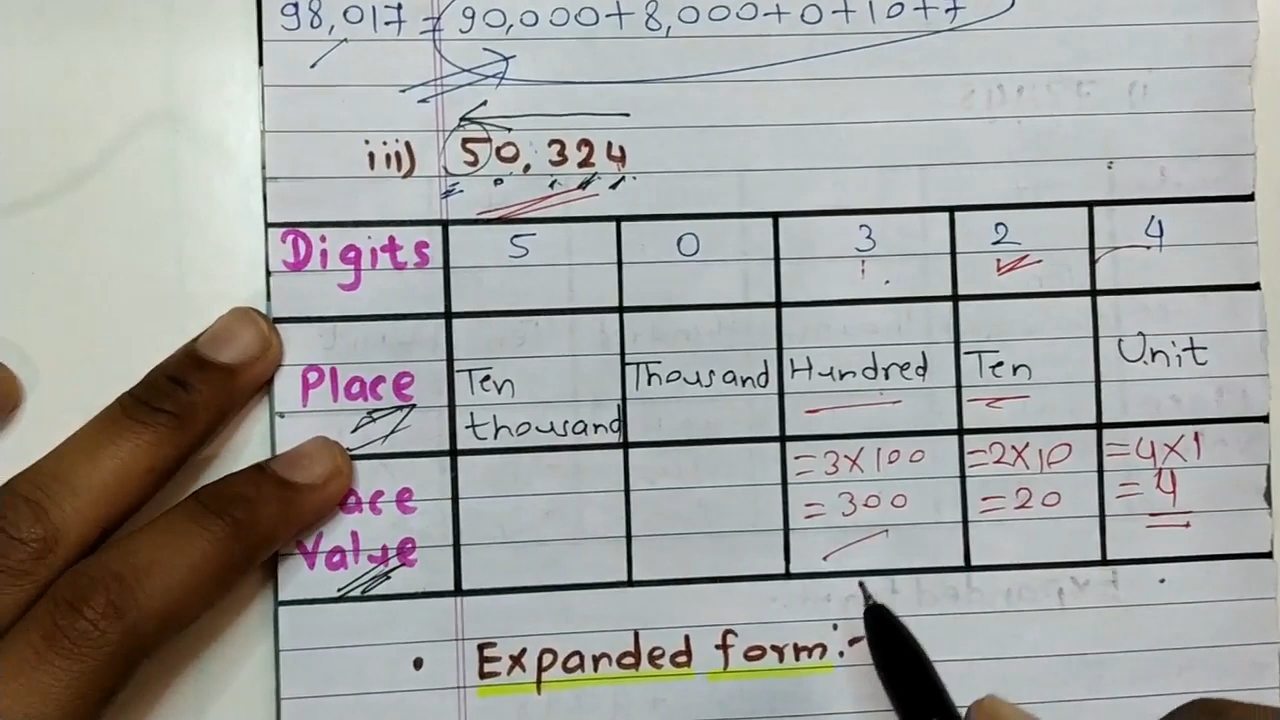 98,017 = 90,000+8,000+0+10+7
iii) 50,324
Digits 5 0 3 2 4
Place Ten thousand Thousand Hundred Ten Unit
ace Value =3×100 =2×10 =4×1
=300 =20 =4
• Expanded form:-